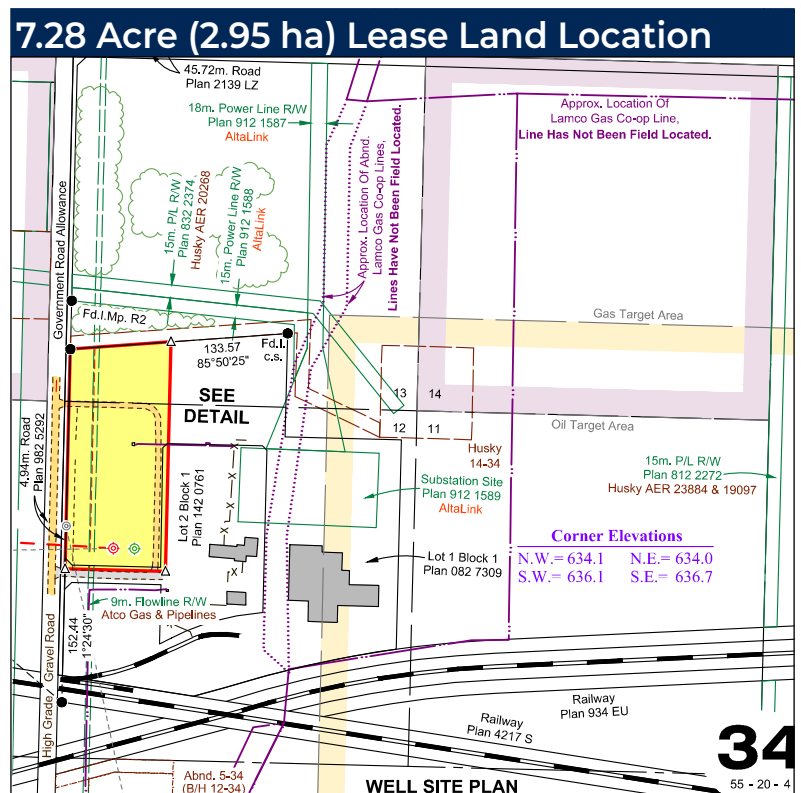 7.28 Acre (2.95 ha) Lease Land Location
45.72m. Road
Plan 2139 LZ
18m. Power Line R/W
Plan 912 1587
AltaLink
Approx. Location Of
Lamco Gas Co-op Line,
Line Has Not Been Field Located.
Approx. Location Of Abnd.
Lamco Gas Co-op Lines,
Lines Have Not Been Field Located.
15m. P/L R/W
Plan 832 2374
Husky AER 20268
15m. Power Line R/W
Plan 912 1588
AltaLink
Government Road Allowance
Fd.I.Mp. R2
Fd.I.
c.s.
133.57
85°50'25"
Gas Target Area
SEE
DETAIL
13 14
12 11
Oil Target Area
Husky
14-34
4.94m. Road
Plan 982 5292
Lot 2 Block 1
Plan 142 0761
Substation Site
Plan 912 1589
AltaLink
15m. P/L R/W
Plan 812 2272
Husky AER 23884 & 19097
Corner Elevations
N.W.= 634.1 N.E.= 634.0
S.W.= 636.1 S.E.= 636.7
X
X
X
X
X
Lot 1 Block 1
Plan 082 7309
9m. Flowline R/W
Atco Gas & Pipelines
152.44
1°24'30"
High Grade Gravel Road
Railway
Plan 934 EU
Railway
Plan 4217 S
34
55 - 20 - 4
Abnd. 5-34
(B/H 12-34)
WELL SITE PLAN